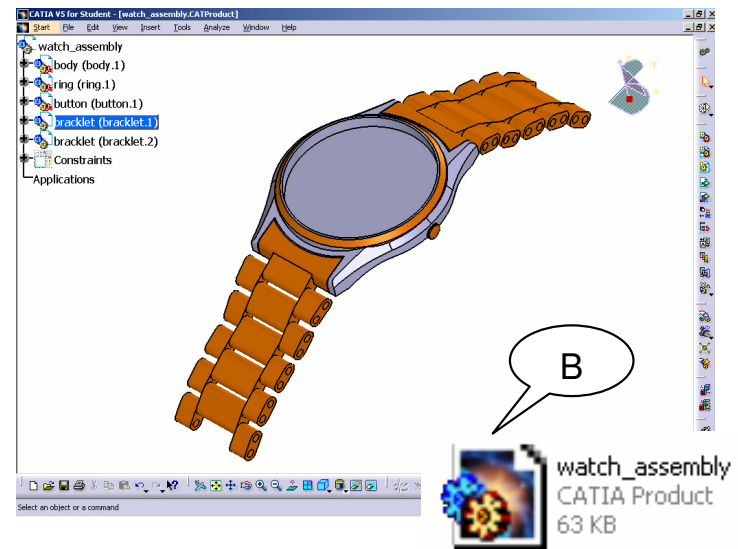 CATIA V5 for Student - [watch_assembly.CATProduct]
Start File Edit View Insert Tools Analyze Window Help
watch_assembly
body (body.1)
ring (ring.1)
button (button.1)
bracklet (bracklet.1)
bracklet (bracklet.2)
Constraints
Applications
B
watch_assembly
CATIA Product
63 KB
Select an object or a command